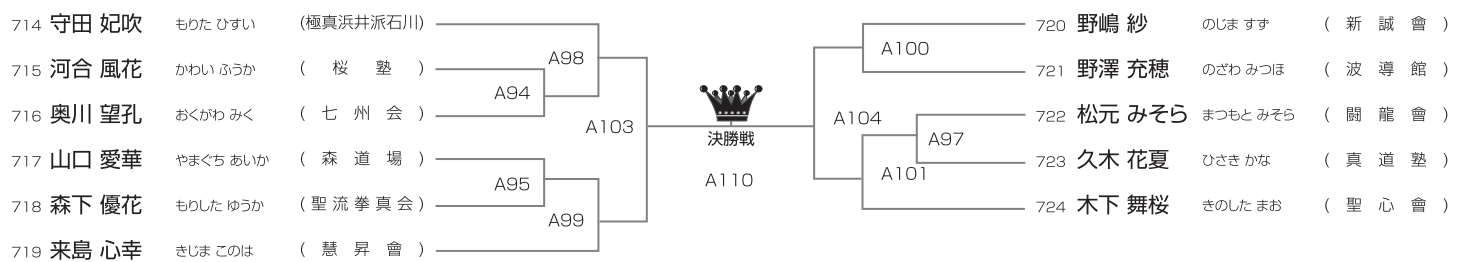 714 守田 妃吹 もりた ひすい (極真浜井派石川)
715 河合 風花 かわい ふうか ( 桜 塾 )
716 奥川 望孔 おくがわ みく ( 七 州 会 )
717 山口 愛華 やまぐち あいか ( 森 道 場 )
718 森下 優花 もりした ゆうか ( 聖 流 拳 真 会 )
719 来島 心幸 きじま このは ( 慧 昇 會 )
A98
A94
A103
A95
A99
決勝戦
A110
A100
A104
A97
A101
720 野嶋 紗 のじま すず ( 新 誠 會 )
721 野澤 充穂 のざわ みつほ ( 波 導 館 )
722 松元 みそら まつもと みそら ( 闘 龍 會 )
723 久木 花夏 ひさき かな ( 真 道 塾 )
724 木下 舞桜 きのした まお ( 聖 心 會 )